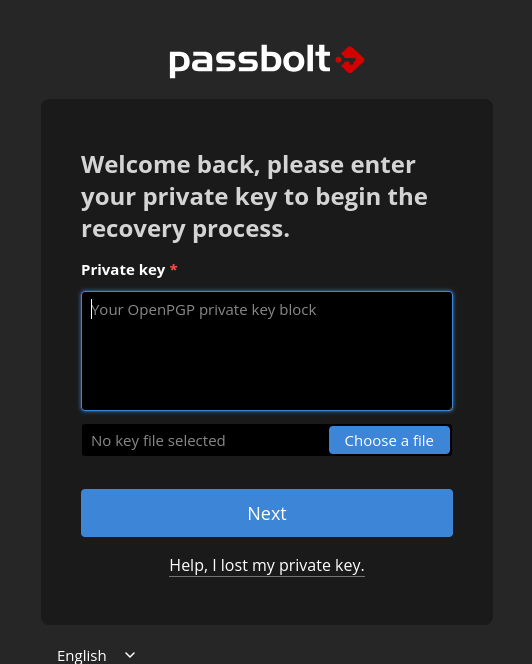 passbolt
Welcome back, please enter
your private key to begin the
recovery process.
Private key *
Your OpenPGP private key block
No key file selected
Choose a file
Next
Help, I lost my private key.
English